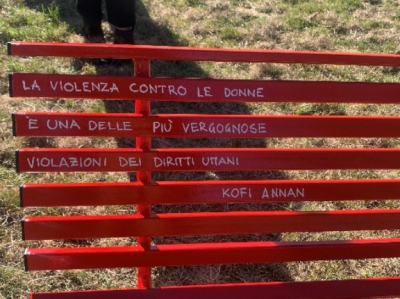 LA VIOLENZA CONTRO LE DONNE
È UNA DELLE PIÙ VERGOGNOSE
VIOLAZIONI DEI DIRITTI UMANI
KOFI ANNAN